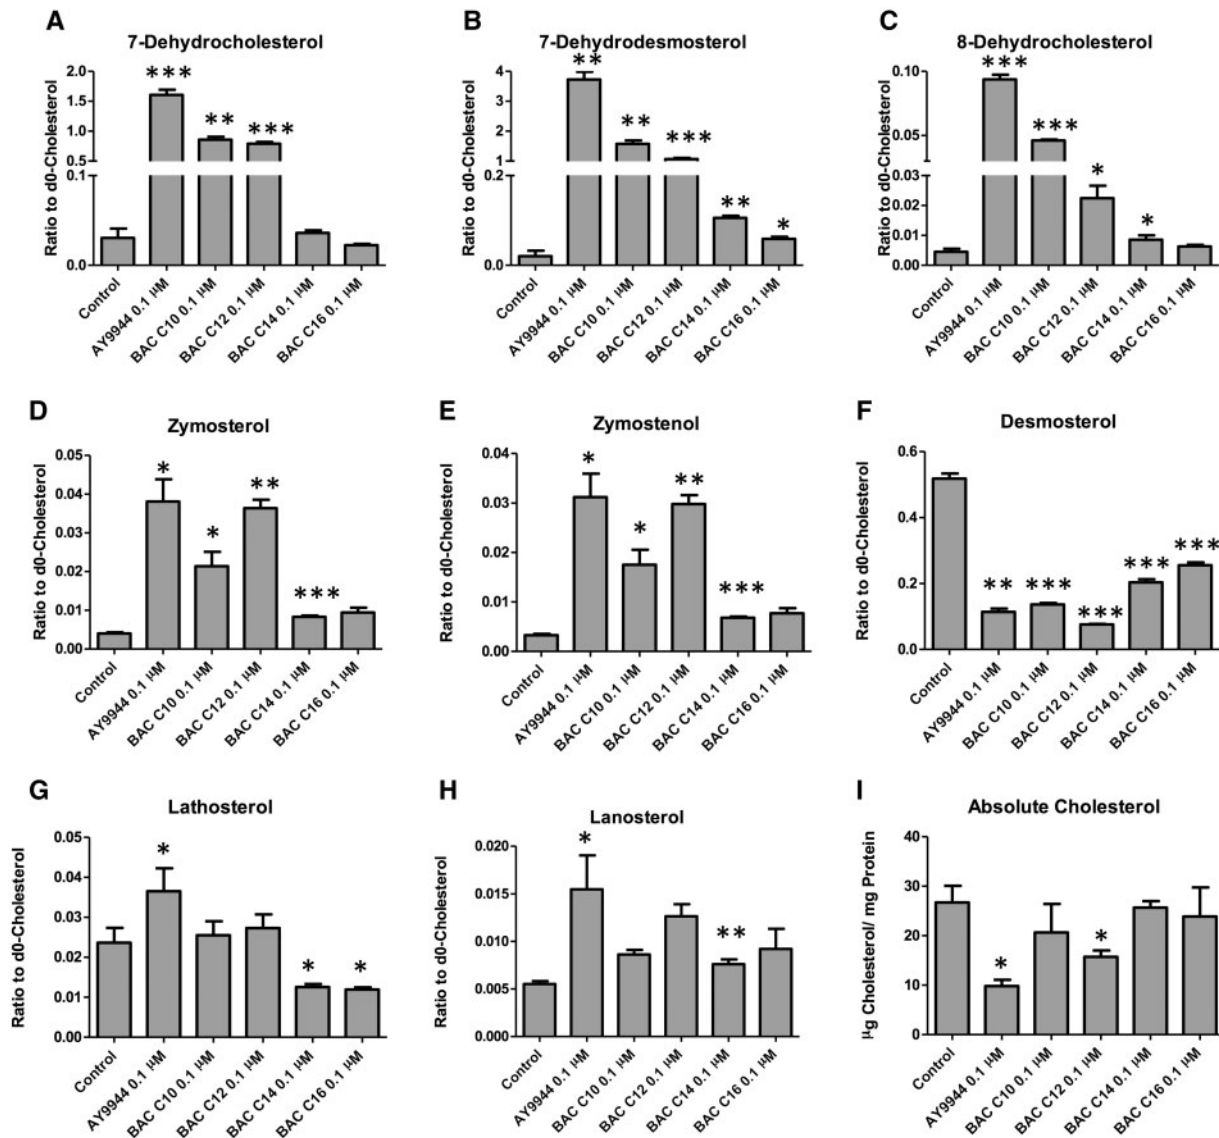 A
7-Dehydrocholesterol
Ratio to d0-Cholesterol
2.0
1.5
1.0
0.5
0.1
0.0
***
**
***
Control
AY9944 0.1 µM
BAC C10 0.1 µM
BAC C12 0.1 µM
BAC C14 0.1 µM
BAC C16 0.1 µM
B
7-Dehydrodesmosterol
Ratio to d0-Cholesterol
4
3
2
1
0.2
0.0
**
**
***
**
*
Control
AY9944 0.1 µM
BAC C10 0.1 µM
BAC C12 0.1 µM
BAC C14 0.1 µM
BAC C16 0.1 µM
C
8-Dehydrocholesterol
Ratio to d0-Cholesterol
0.10
0.05
0.03
0.02
0.01
0.00
***
***
*
*
Control
AY9944 0.1 µM
BAC C10 0.1 µM
BAC C12 0.1 µM
BAC C14 0.1 µM
BAC C16 0.1 µM
D
Zymosterol
Ratio to d0-Cholesterol
0.05
0.04
0.03
0.02
0.01
0.00
*
*
**
***
Control
AY9944 0.1 µM
BAC C10 0.1 µM
BAC C12 0.1 µM
BAC C14 0.1 µM
BAC C16 0.1 µM
E
Zymostenol
Ratio to d0-Cholesterol
0.04
0.03
0.02
0.01
0.00
*
*
**
***
Control
AY9944 0.1 µM
BAC C10 0.1 µM
BAC C12 0.1 µM
BAC C14 0.1 µM
BAC C16 0.1 µM
F
Desmosterol
Ratio to d0-Cholesterol
0.6
0.4
0.2
0.0
**
***
***
***
***
Control
AY9944 0.1 µM
BAC C10 0.1 µM
BAC C12 0.1 µM
BAC C14 0.1 µM
BAC C16 0.1 µM
G
Lathosterol
Ratio to d0-Cholesterol
0.05
0.04
0.03
0.02
0.01
0.00
*
*
*
Control
AY9944 0.1 µM
BAC C10 0.1 µM
BAC C12 0.1 µM
BAC C14 0.1 µM
BAC C16 0.1 µM
H
Lanosterol
Ratio to d0-Cholesterol
0.020
0.015
0.010
0.005
0.000
*
**
Control
AY9944 0.1 µM
BAC C10 0.1 µM
BAC C12 0.1 µM
BAC C14 0.1 µM
BAC C16 0.1 µM
I
Absolute Cholesterol
µg Cholesterol/ mg Protein
40
30
20
10
0
*
*
Control
AY9944 0.1 µM
BAC C10 0.1 µM
BAC C12 0.1 µM
BAC C14 0.1 µM
BAC C16 0.1 µM